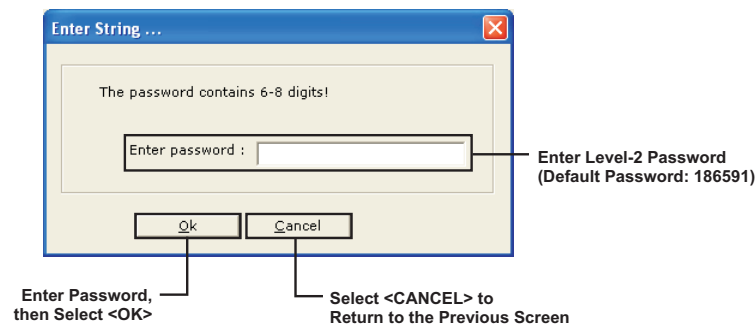 Enter String ...
The password contains 6-8 digits!
Enter password :
Enter Level-2 Password
(Default Password: 186591)
Ok
Cancel
Enter Password,
then Select <OK>
Select <CANCEL> to
Return to the Previous Screen